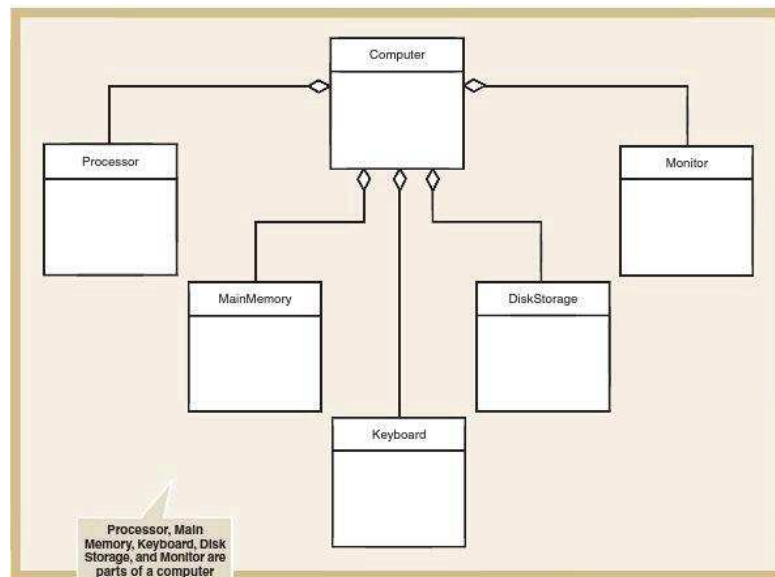 Computer
Processor
Monitor
MainMemory
DiskStorage
Keyboard
Processor, Main
Memory, Keyboard, Disk
Storage, and Monitor are
parts of a computer